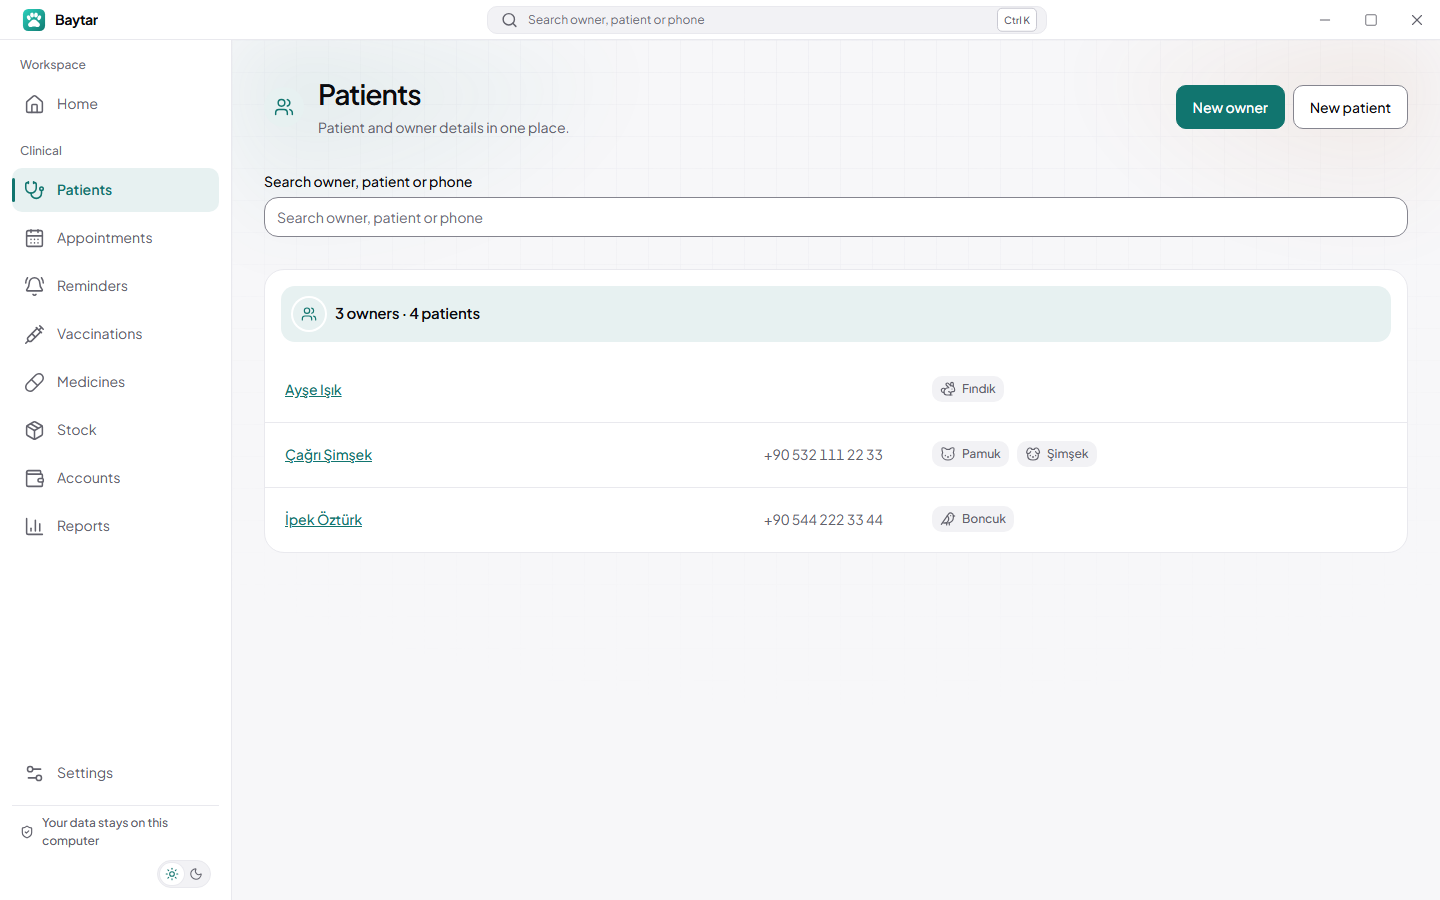 Baytar
Search owner, patient or phone
Ctrl K
Workspace
Home
Clinical
Patients
Appointments
Reminders
Vaccinations
Medicines
Stock
Accounts
Reports
Settings
Your data stays on this
computer
Patients
Patient and owner details in one place.
New owner
New patient
Search owner, patient or phone
Search owner, patient or phone
3 owners · 4 patients
Ayşe Işık
Fındık
Çağrı Şimşek
+90 532 111 22 33
Pamuk
Şimşek
İpek Öztürk
+90 544 222 33 44
Boncuk